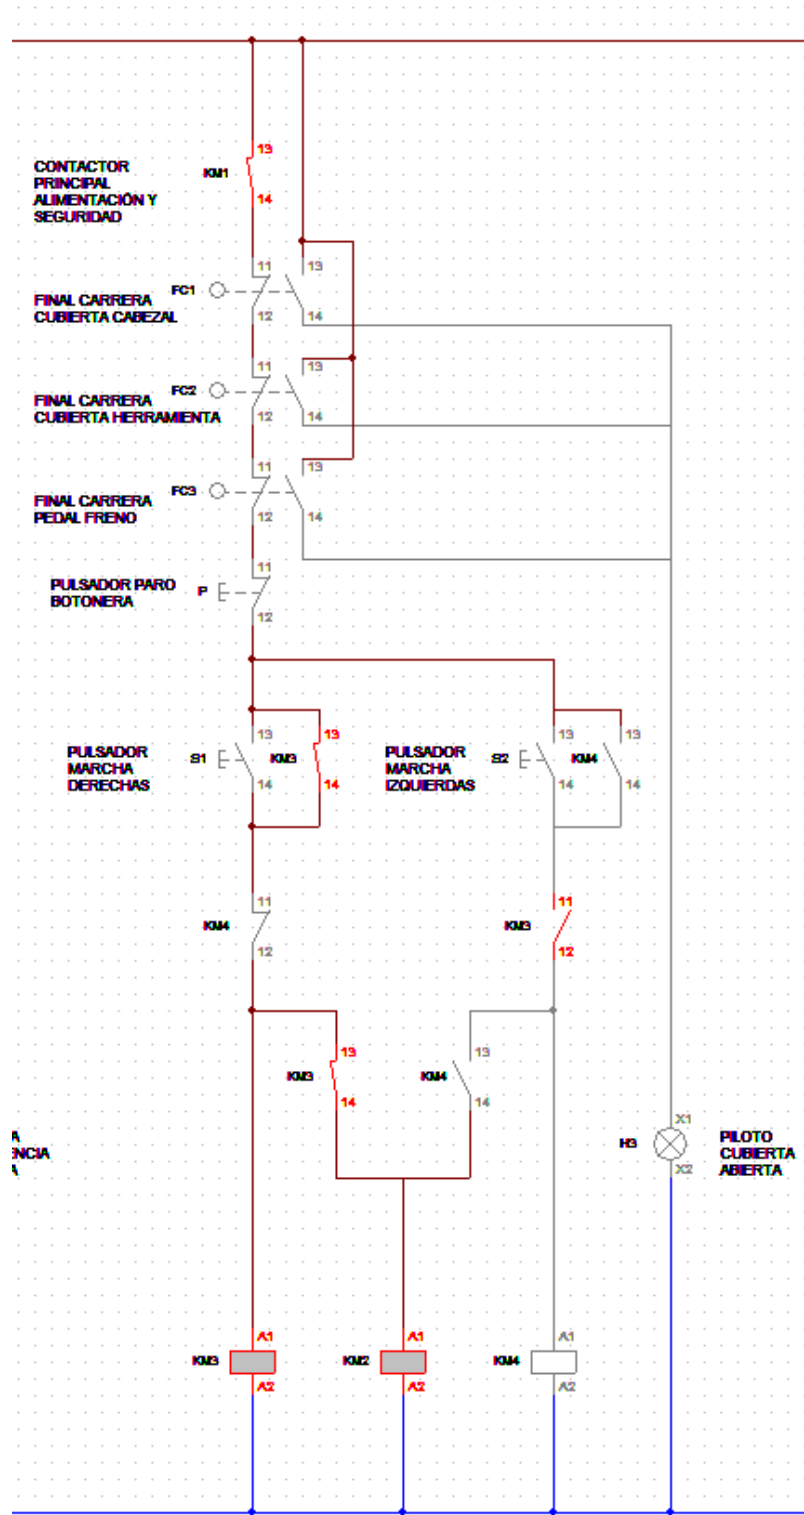 13
CONTACTOR
PRINCIPAL
ALIMENTACIÓN Y
SEGURIDAD
KM1
14
11
13
FC1
FINAL CARRERA
CUBIERTA CABEZAL
12
14
11
13
FC2
FINAL CARRERA
CUBIERTA HERRAMIENTA
12
14
11
13
FC3
FINAL CARRERA
PEDAL FRENO
12
14
11
PULSADOR PARO
BOTONERA
P
12
13
13
13
13
PULSADOR
MARCHA
DERECHAS
S1
KM3
PULSADOR
MARCHA
IZQUIERDAS
S2
KM4
14
14
14
14
11
11
KM4
KM3
12
12
13
13
KM3
KM4
14
14
X1
A
ENCIA
A
H3
PILOTO
CUBIERTA
ABIERTA
X2
A1
A1
A1
KM3
KM2
KM4
A2
A2
A2